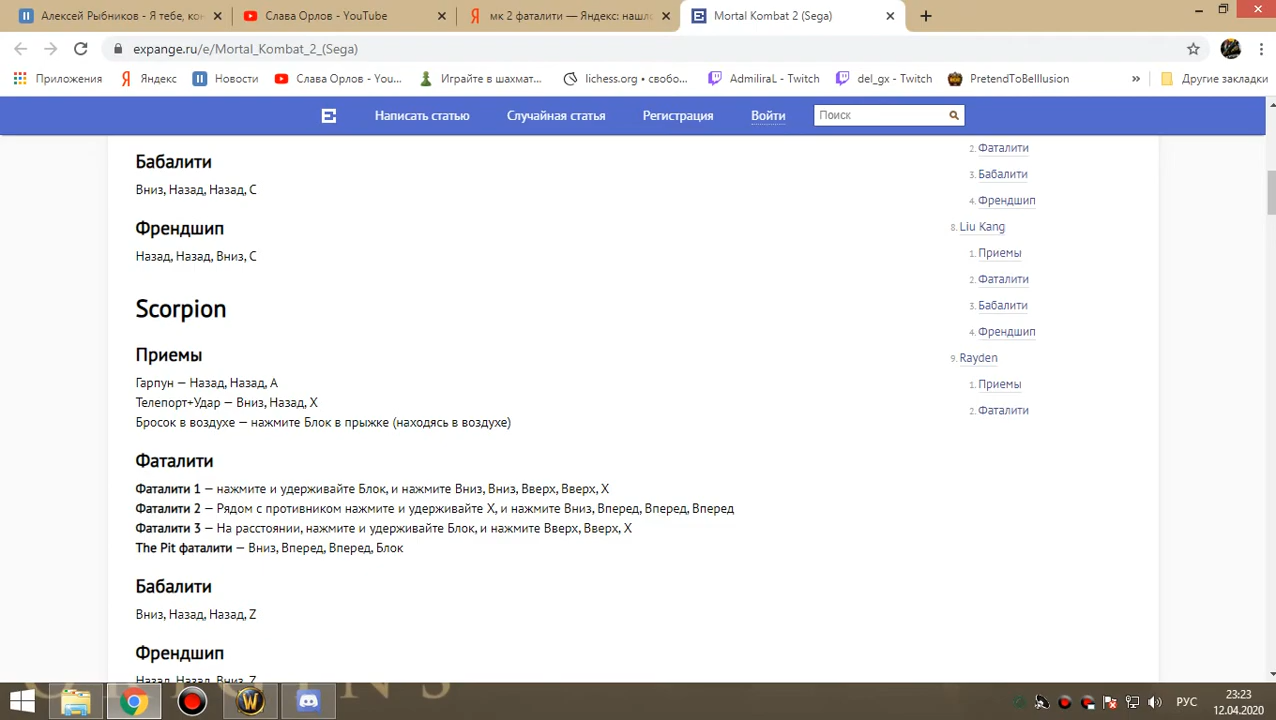 Алексей Рыбников - Я тебе, кон
Слава Орлов - YouTube
мк 2 фаталити — Яндекс: нашло
Mortal Kombat 2 (Sega)
expange.ru/e/Mortal_Kombat_2_(Sega)
Приложения
Яндекс
Новости
Слава Орлов - You...
Играйте в шахмат...
lichess.org • свобо...
AdmiiraL - Twitch
del_gx - Twitch
PretendToBeIllusion
»
Другие закладки
Написать статью
Случайная статья
Регистрация
Войти
Поиск
Бабалити
Вниз, Назад, Назад, C
Френдшип
Назад, Назад, Вниз, C
Scorpion
Приемы
Гарпун — Назад, Назад, A
Телепорт+Удар — Вниз, Назад, X
Бросок в воздухе — нажмите Блок в прыжке (находясь в воздухе)
Фаталити
Фаталити 1 — нажмите и удерживайте Блок, и нажмите Вниз, Вниз, Вверх, Вверх, X
Фаталити 2 — Рядом с противником нажмите и удерживайте X, и нажмите Вниз, Вперед, Вперед, Вперед
Фаталити 3 — На расстоянии, нажмите и удерживайте Блок, и нажмите Вверх, Вверх, X
The Pit фаталити — Вниз, Вперед, Вперед, Блок
Бабалити
Вниз, Назад, Назад, Z
Френдшип
Назад, Назад, Вниз, Z
2. Фаталити
3. Бабалити
4. Френдшип
8. Liu Kang
1. Приемы
2. Фаталити
3. Бабалити
4. Френдшип
9. Rayden
1. Приемы
2. Фаталити
РУС
23:23
12.04.2020